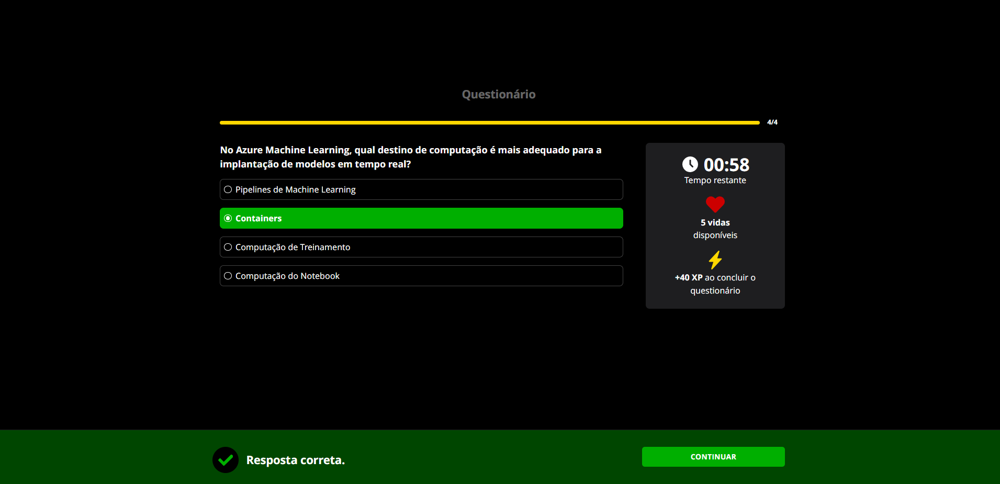 Questionário
4/4
No Azure Machine Learning, qual destino de computação é mais adequado para a
implantação de modelos em tempo real?
Pipelines de Machine Learning
Containers
Computação de Treinamento
Computação do Notebook
00:58
Tempo restante
5 vidas
disponíveis
+40 XP ao concluir o
questionário
Resposta correta.
CONTINUAR